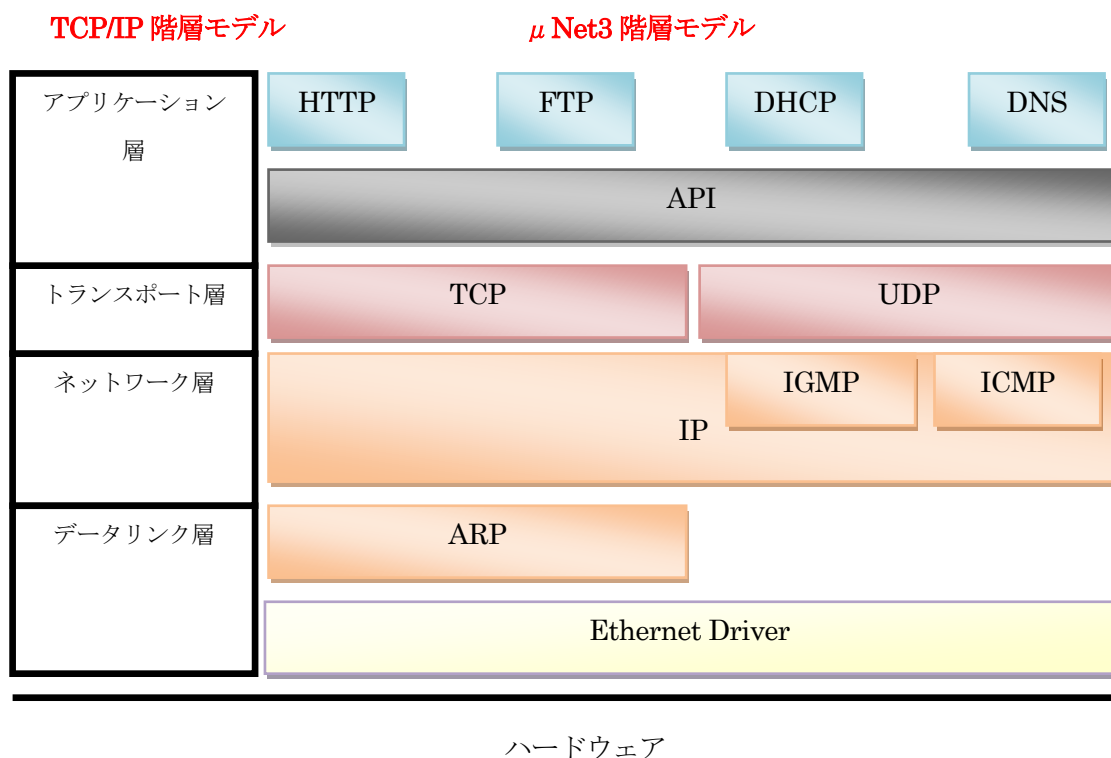 TCP/IP 階層モデル
μ Net3 階層モデル
アプリケーション
層
HTTP
FTP
DHCP
DNS
API
トランスポート層
TCP
UDP
ネットワーク層
IGMP
ICMP
IP
データリンク層
ARP
Ethernet Driver
ハードウェア